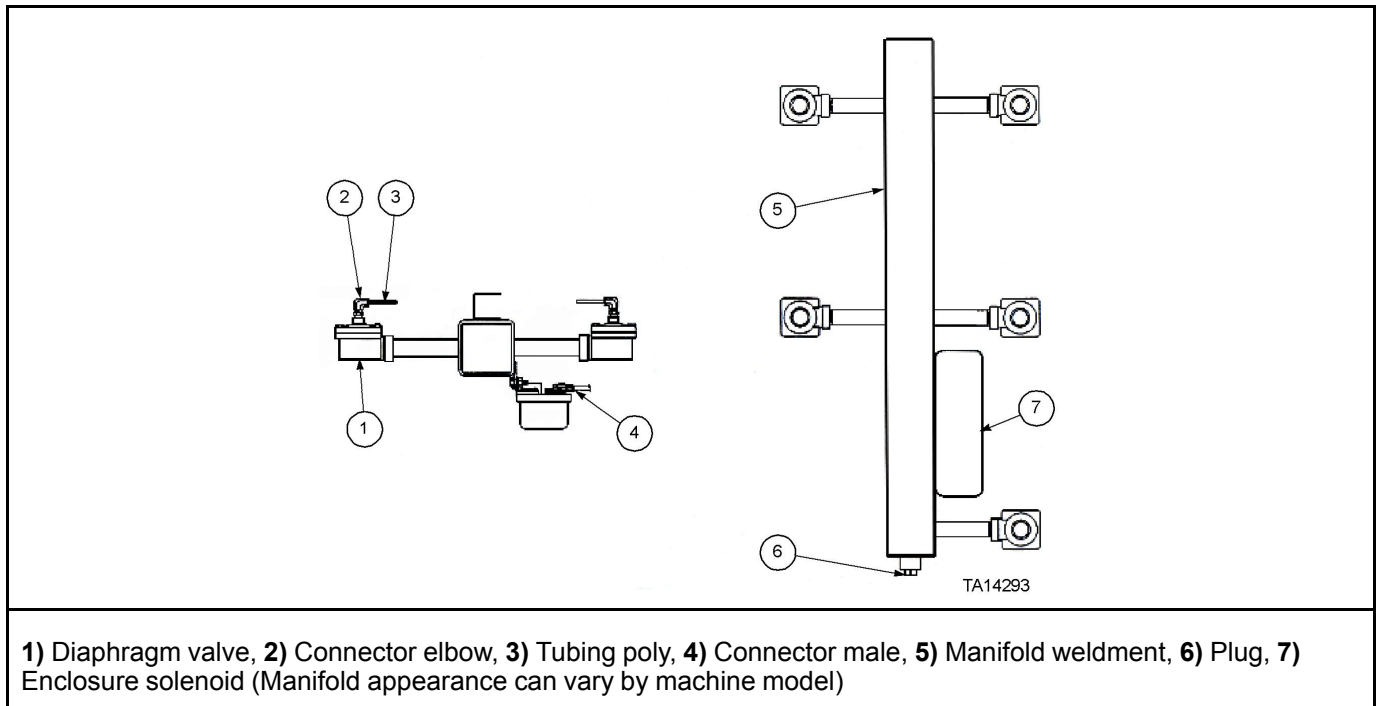 2
3
5
1
4
7
6
TA14293
1) Diaphragm valve, 2) Connector elbow, 3) Tubing poly, 4) Connector male, 5) Manifold weldment, 6) Plug, 7)
Enclosure solenoid (Manifold appearance can vary by machine model)